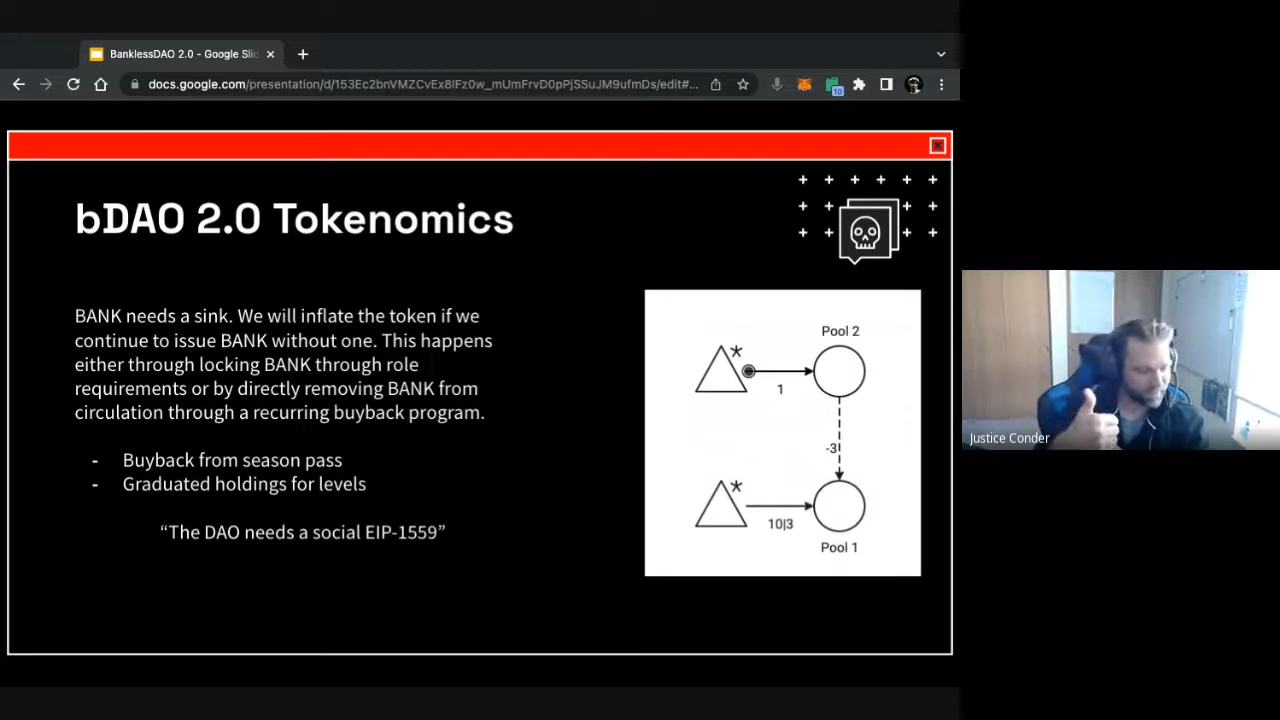 BanklessDAO 2.0 - Google Slid
docs.google.com/presentation/d/153Ec2bnVMZCvEx8IFz0w_mUmFrvD0pPjSSuJM9ufmDs/edit#...
10
bDAO 2.0 Tokenomics
BANK needs a sink. We will inflate the token if we
continue to issue BANK without one. This happens
either through locking BANK through role
requirements or by directly removing BANK from
circulation through a recurring buyback program.
- Buyback from season pass
- Graduated holdings for levels
“The DAO needs a social EIP-1559”
Pool 2
*
1
-3
*
10|3
Pool 1
Justice Conder